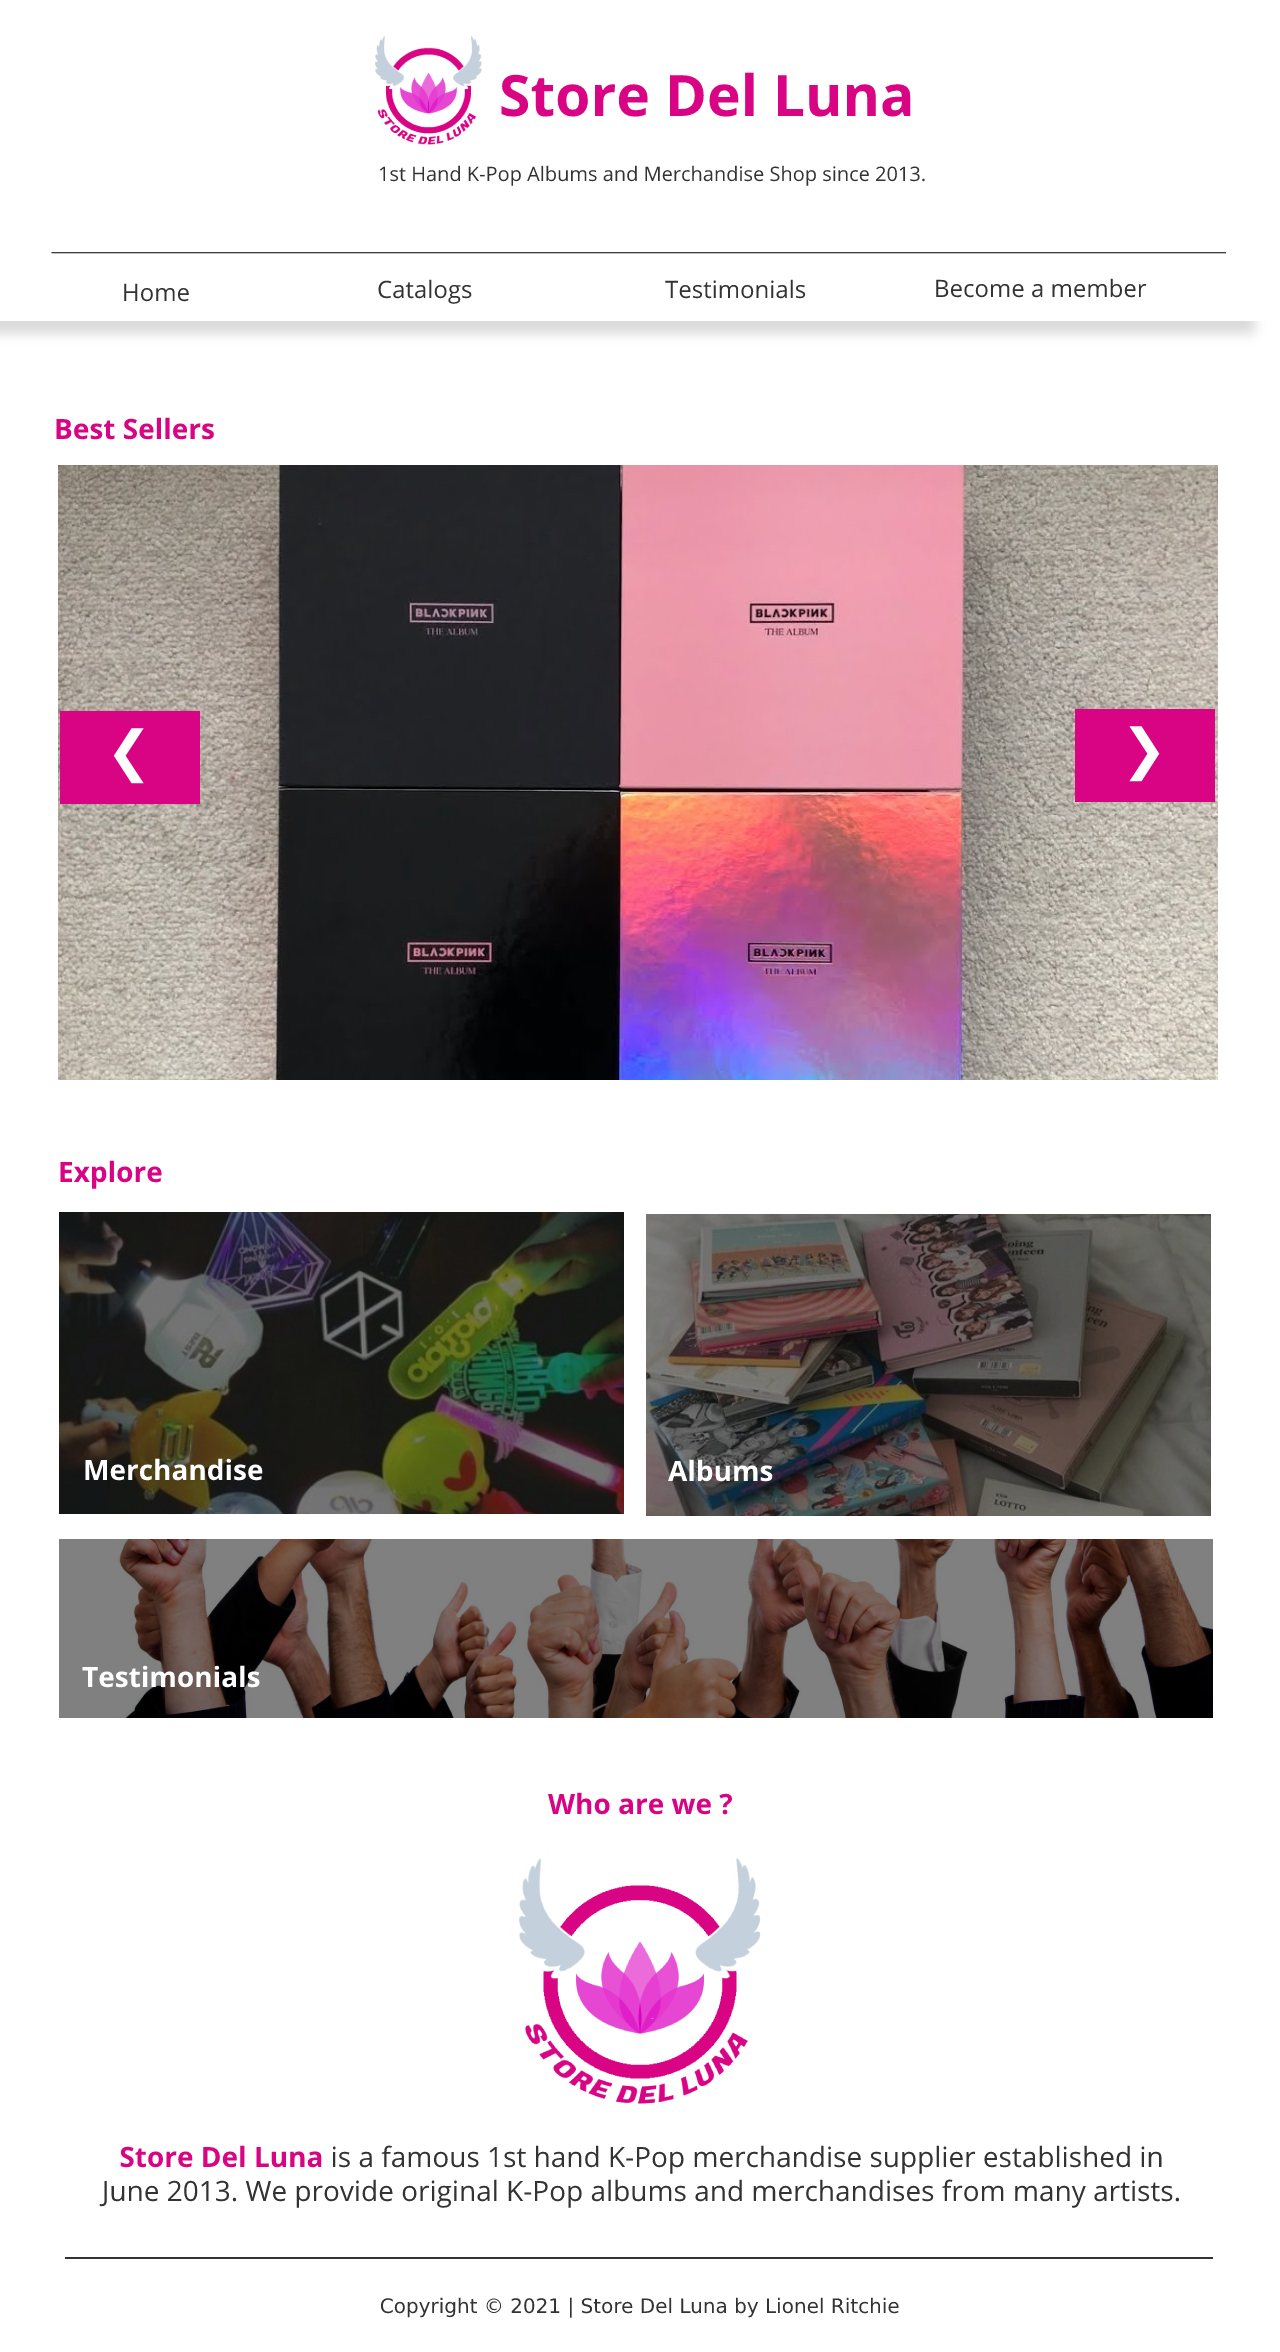 STORE DEL LUNA
Store Del Luna
1st Hand K-Pop Albums and Merchandise Shop since 2013.
Home
Catalogs
Testimonials
Become a member
Best Sellers
BLACKPINK
THE ALBUM
BLACKPINK
THE ALBUM
❮
❯
BLACKPINK
THE ALBUM
BLACKPINK
THE ALBUM
Explore
LOTTO
Merchandise
Albums
Testimonials
Who are we ?
STORE DEL LUNA
Store Del Luna is a famous 1st hand K-Pop merchandise supplier established in
June 2013. We provide original K-Pop albums and merchandises from many artists.
Copyright © 2021 | Store Del Luna by Lionel Ritchie